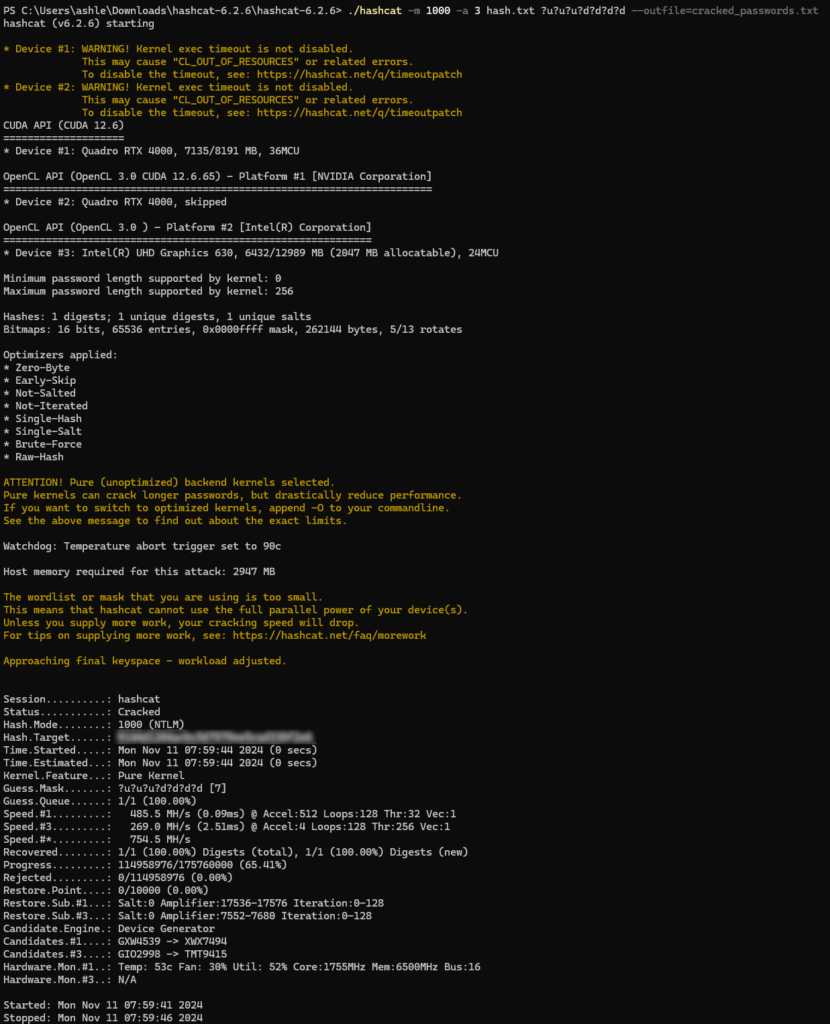 PS C:\Users\ashle\Downloads\hashcat-6.2.6\hashcat-6.2.6> ./hashcat -m 1000 -a 3 hash.txt ?u?u?u?d?d?d?d --outfile=cracked_passwords.txt
hashcat (v6.2.6) starting
* Device #1: WARNING! Kernel exec timeout is not disabled.
This may cause "CL_OUT_OF_RESOURCES" or related errors.
To disable the timeout, see: https://hashcat.net/q/timeoutpatch
* Device #2: WARNING! Kernel exec timeout is not disabled.
This may cause "CL_OUT_OF_RESOURCES" or related errors.
To disable the timeout, see: https://hashcat.net/q/timeoutpatch
CUDA API (CUDA 12.6)
====================
* Device #1: Quadro RTX 4000, 7135/8191 MB, 36MCU
OpenCL API (OpenCL 3.0 CUDA 12.6.65) - Platform #1 [NVIDIA Corporation]
=======================================================================
* Device #2: Quadro RTX 4000, skipped
OpenCL API (OpenCL 3.0 ) - Platform #2 [Intel(R) Corporation]
=============================================================
* Device #3: Intel(R) UHD Graphics 630, 6432/12989 MB (2047 MB allocatable), 24MCU
Minimum password length supported by kernel: 0
Maximum password length supported by kernel: 256
Hashes: 1 digests; 1 unique digests, 1 unique salts
Bitmaps: 16 bits, 65536 entries, 0x0000ffff mask, 262144 bytes, 5/13 rotates
Optimizers applied:
* Zero-Byte
* Early-Skip
* Not-Salted
* Not-Iterated
* Single-Hash
* Single-Salt
* Brute-Force
* Raw-Hash
ATTENTION! Pure (unoptimized) backend kernels selected.
Pure kernels can crack longer passwords, but drastically reduce performance.
If you want to switch to optimized kernels, append -O to your commandline.
See the above message to find out about the exact limits.
Watchdog: Temperature abort trigger set to 90c
Host memory required for this attack: 2947 MB
The wordlist or mask that you are using is too small.
This means that hashcat cannot use the full parallel power of your device(s).
Unless you supply more work, your cracking speed will drop.
For tips on supplying more work, see: https://hashcat.net/faq/morework
Approaching final keyspace - workload adjusted.
Session..........: hashcat
Status...........: Cracked
Hash.Mode........: 1000 (NTLM)
Hash.Target......:
Time.Started.....: Mon Nov 11 07:59:44 2024 (0 secs)
Time.Estimated...: Mon Nov 11 07:59:44 2024 (0 secs)
Kernel.Feature...: Pure Kernel
Guess.Mask.......: ?u?u?u?d?d?d?d [7]
Guess.Queue......: 1/1 (100.00%)
Speed.#1.........: 485.5 MH/s (0.09ms) @ Accel:512 Loops:128 Thr:32 Vec:1
Speed.#3.........: 269.0 MH/s (2.51ms) @ Accel:4 Loops:128 Thr:256 Vec:1
Speed.#*.........: 754.5 MH/s
Recovered........: 1/1 (100.00%) Digests (total), 1/1 (100.00%) Digests (new)
Progress.........: 114958976/175760000 (65.41%)
Rejected.........: 0/114958976 (0.00%)
Restore.Point....: 0/10000 (0.00%)
Restore.Sub.#1...: Salt:0 Amplifier:17536-17576 Iteration:0-128
Restore.Sub.#3...: Salt:0 Amplifier:7552-7680 Iteration:0-128
Candidate.Engine.: Device Generator
Candidates.#1....: GXW4539 -> XWX7494
Candidates.#3....: GIO2998 -> TMT9415
Hardware.Mon.#1..: Temp: 53c Fan: 30% Util: 52% Core:1755MHz Mem:6500MHz Bus:16
Hardware.Mon.#3..: N/A
Started: Mon Nov 11 07:59:41 2024
Stopped: Mon Nov 11 07:59:46 2024